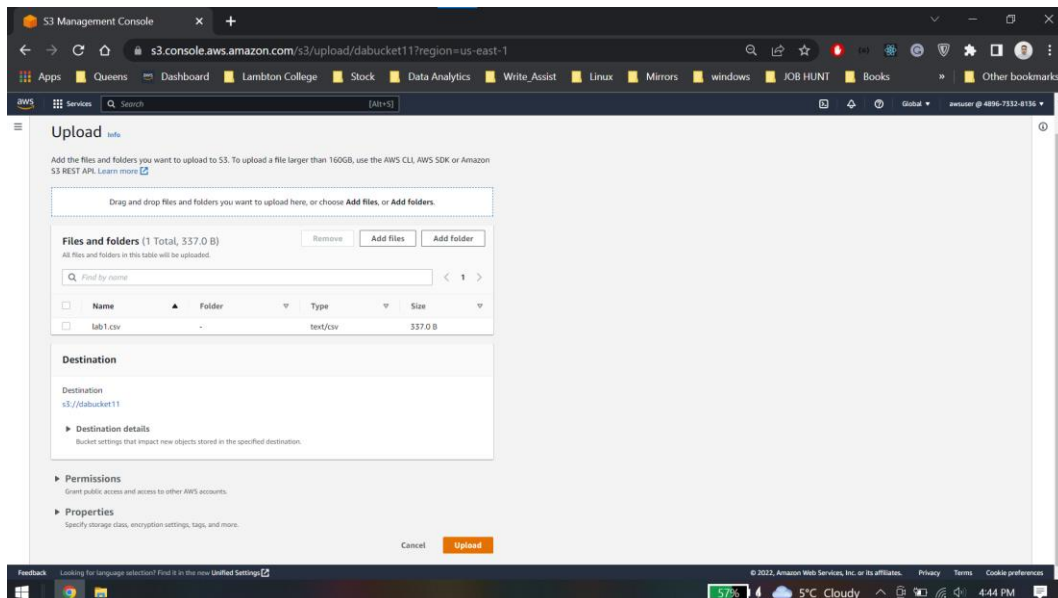 S3 Management Console
s3.console.aws.amazon.com/s3/upload/dabucket11?region=us-east-1
Apps Queens Dashboard Lambton College Stock Data Analytics Write_Assist Linux Mirrors windows JOB HUNT Books » Other bookmarks
aws Services Search [Alt+S] Global awsuser @ 4896-7332-8136
Upload Info
Add the files and folders you want to upload to S3. To upload a file larger than 160GB, use the AWS CLI, AWS SDK or Amazon
S3 REST API. Learn more
Drag and drop files and folders you want to upload here, or choose Add files, or Add folders.
Files and folders (1 Total, 337.0 B) Remove Add files Add folder
All files and folders in this table will be uploaded.
Find by name 1
Name Folder Type Size
lab1.csv - text/csv 337.0 B
Destination
Destination
s3://dabucket11
Destination details
Bucket settings that impact new objects stored in the specified destination.
Permissions
Grant public access and access to other AWS accounts.
Properties
Specify storage class, encryption settings, tags, and more.
Cancel Upload
Feedback Looking for language selection? Find it in the new Unified Settings © 2022, Amazon Web Services, Inc. or its affiliates. Privacy Terms Cookie preferences
57% 5°C Cloudy 4:44 PM